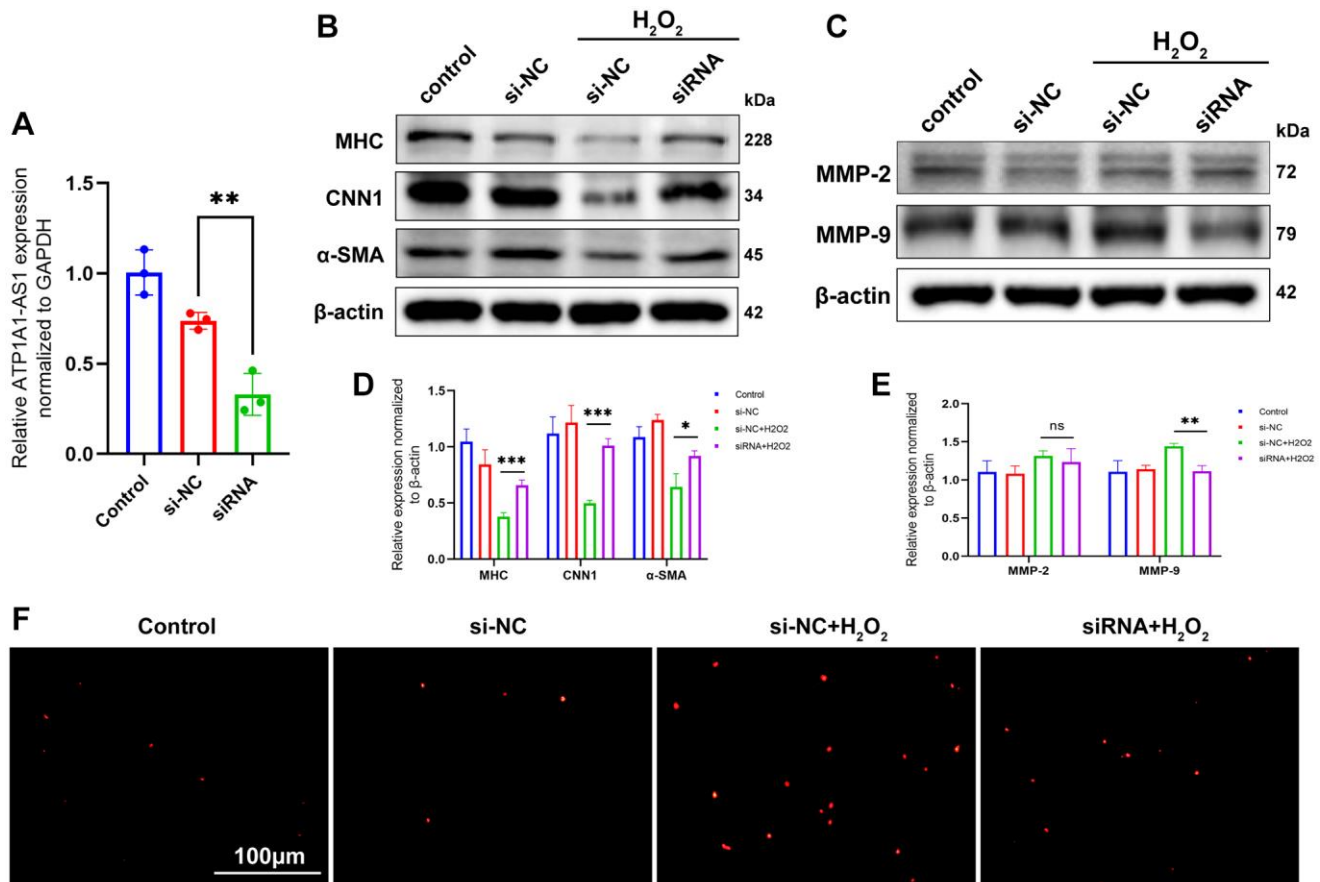 A
Relative ATP1A1-AS1 expression
normalized to GAPDH
1.5
1.0
0.5
0.0
**
Control
si-NC
siRNA
B
H₂O₂
control
si-NC
si-NC
siRNA
kDa
MHC
228
CNN1
34
α-SMA
45
β-actin
42
C
H₂O₂
control
si-NC
si-NC
siRNA
kDa
MMP-2
72
MMP-9
79
β-actin
42
D
Relative expression normalized
to β-actin
1.5
1.0
0.5
0.0
***
***
*
MHC
CNN1
α-SMA
Control
si-NC
si-NC+H2O2
siRNA+H2O2
E
Relative expression normalized
to β-actin
2.0
1.5
1.0
0.5
0.0
ns
**
MMP-2
MMP-9
Control
si-NC
si-NC+H2O2
siRNA+H2O2
F
Control
si-NC
si-NC+H₂O₂
siRNA+H₂O₂
100μm